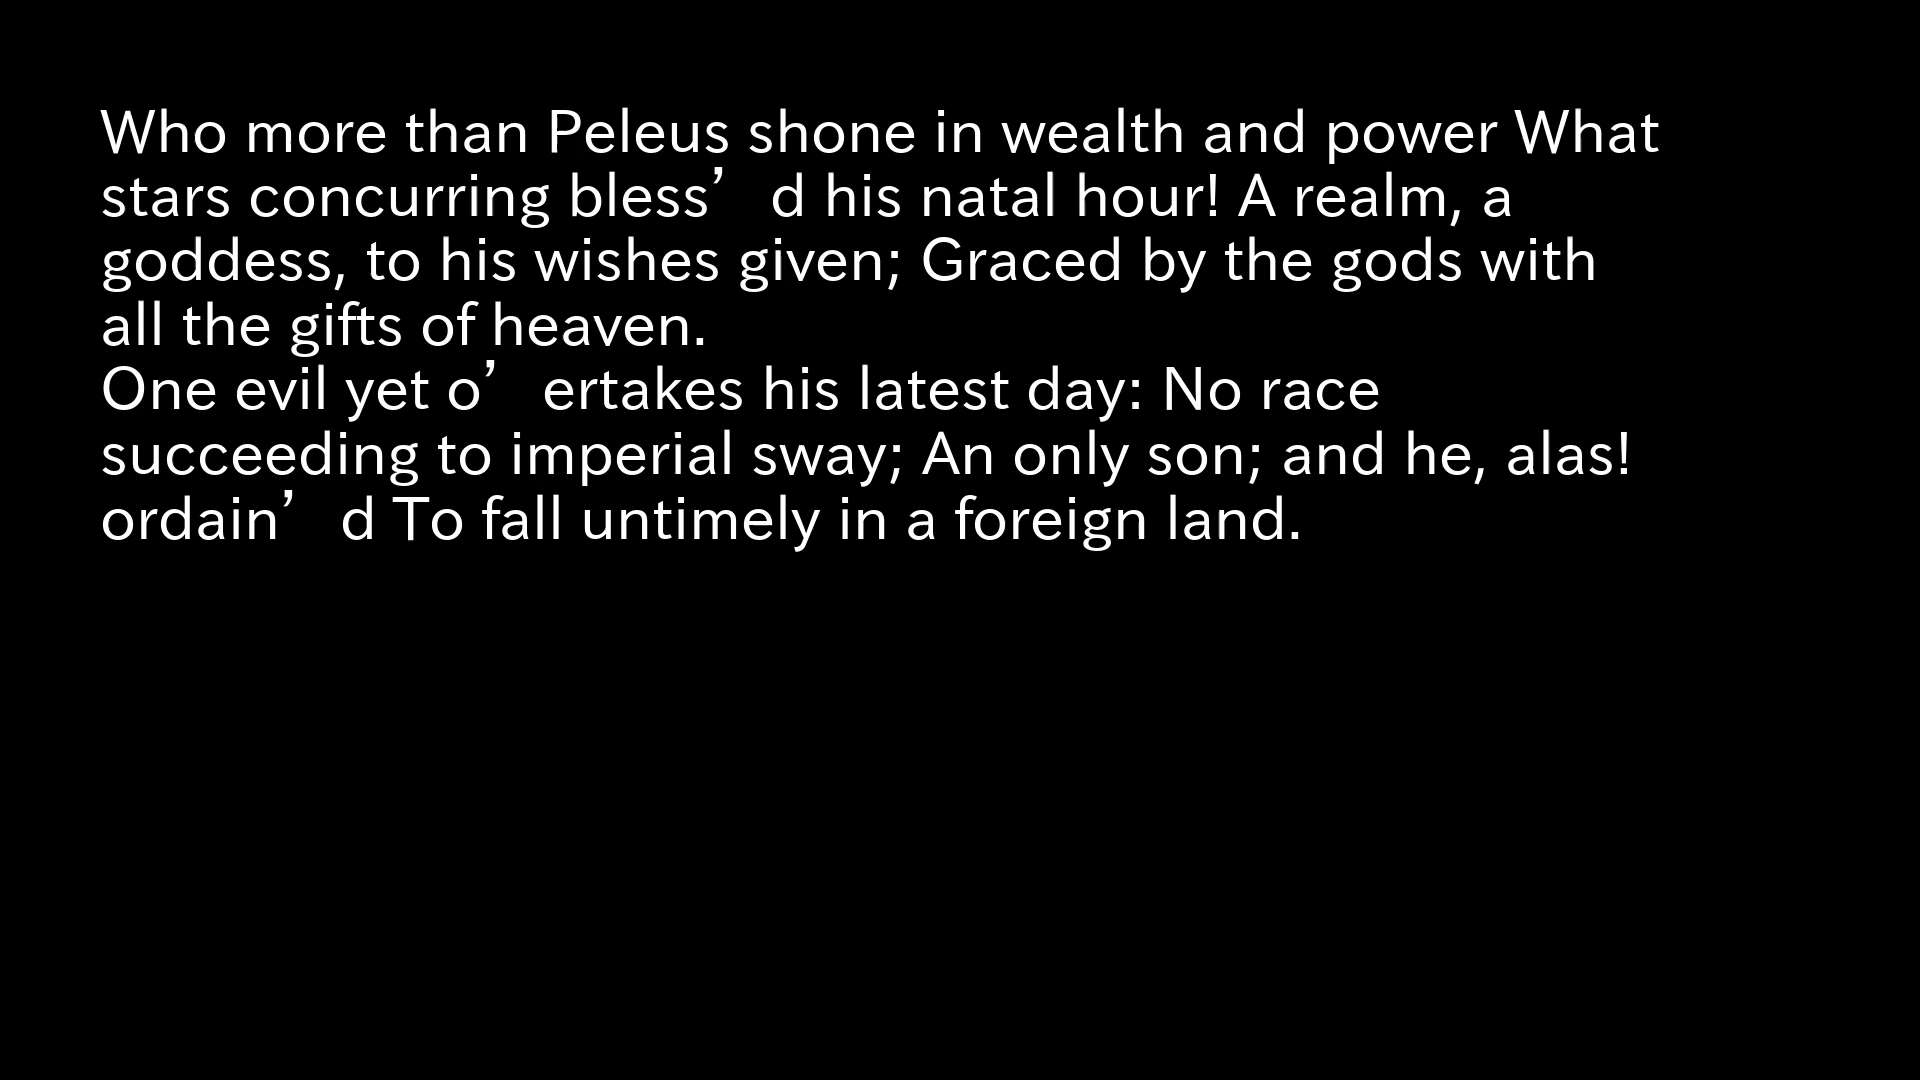 Who more than Peleus shone in wealth and power What
stars concurring bless’d his natal hour! A realm, a
goddess, to his wishes given; Graced by the gods with
all the gifts of heaven.
One evil yet o’ertakes his latest day: No race
succeeding to imperial sway; An only son; and he, alas!
ordain’d To fall untimely in a foreign land.